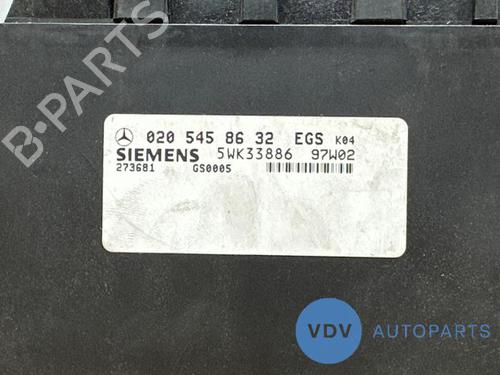 020 545 86 32 EGS K04
SIEMENS 5WK33886 97W02
273681 GS0005
B-PARTS
VDV AUTOPARTS